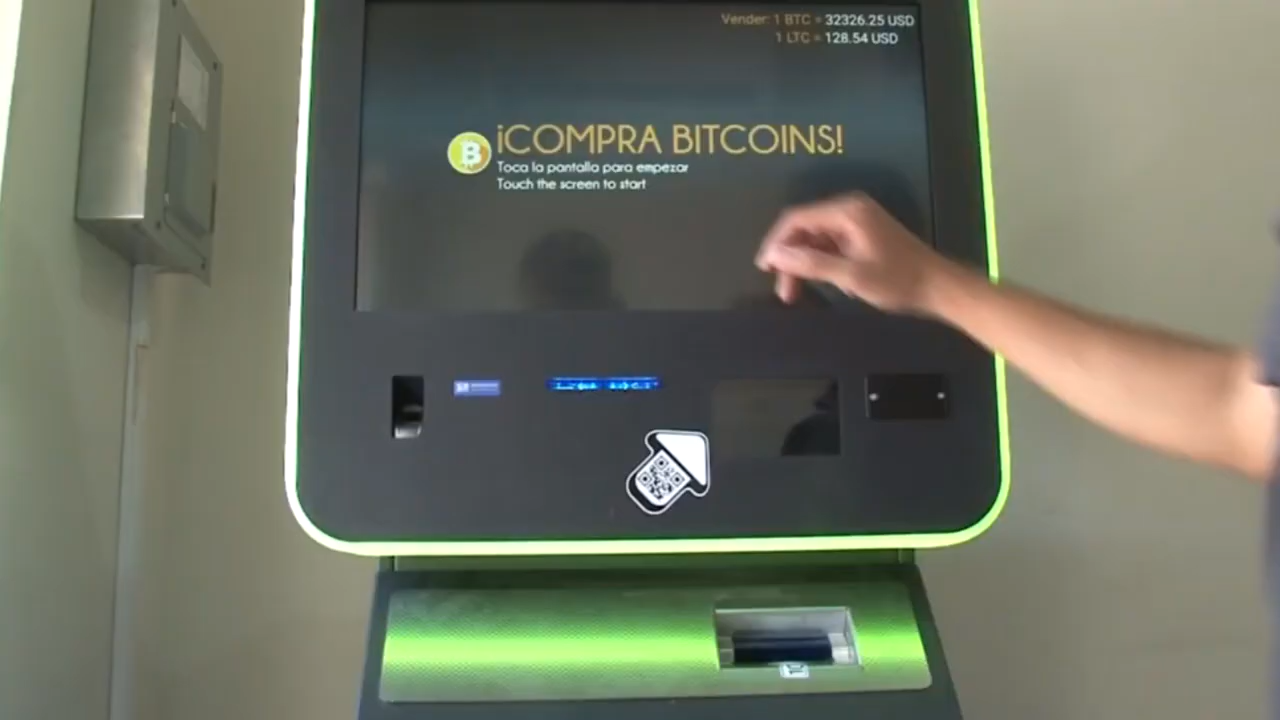 Vender: 1 BTC = 32326.25 USD
1 LTC = 128.54 USD
¡COMPRA BITCOINS!
Toca la pantalla para empezar
Touch the screen to start